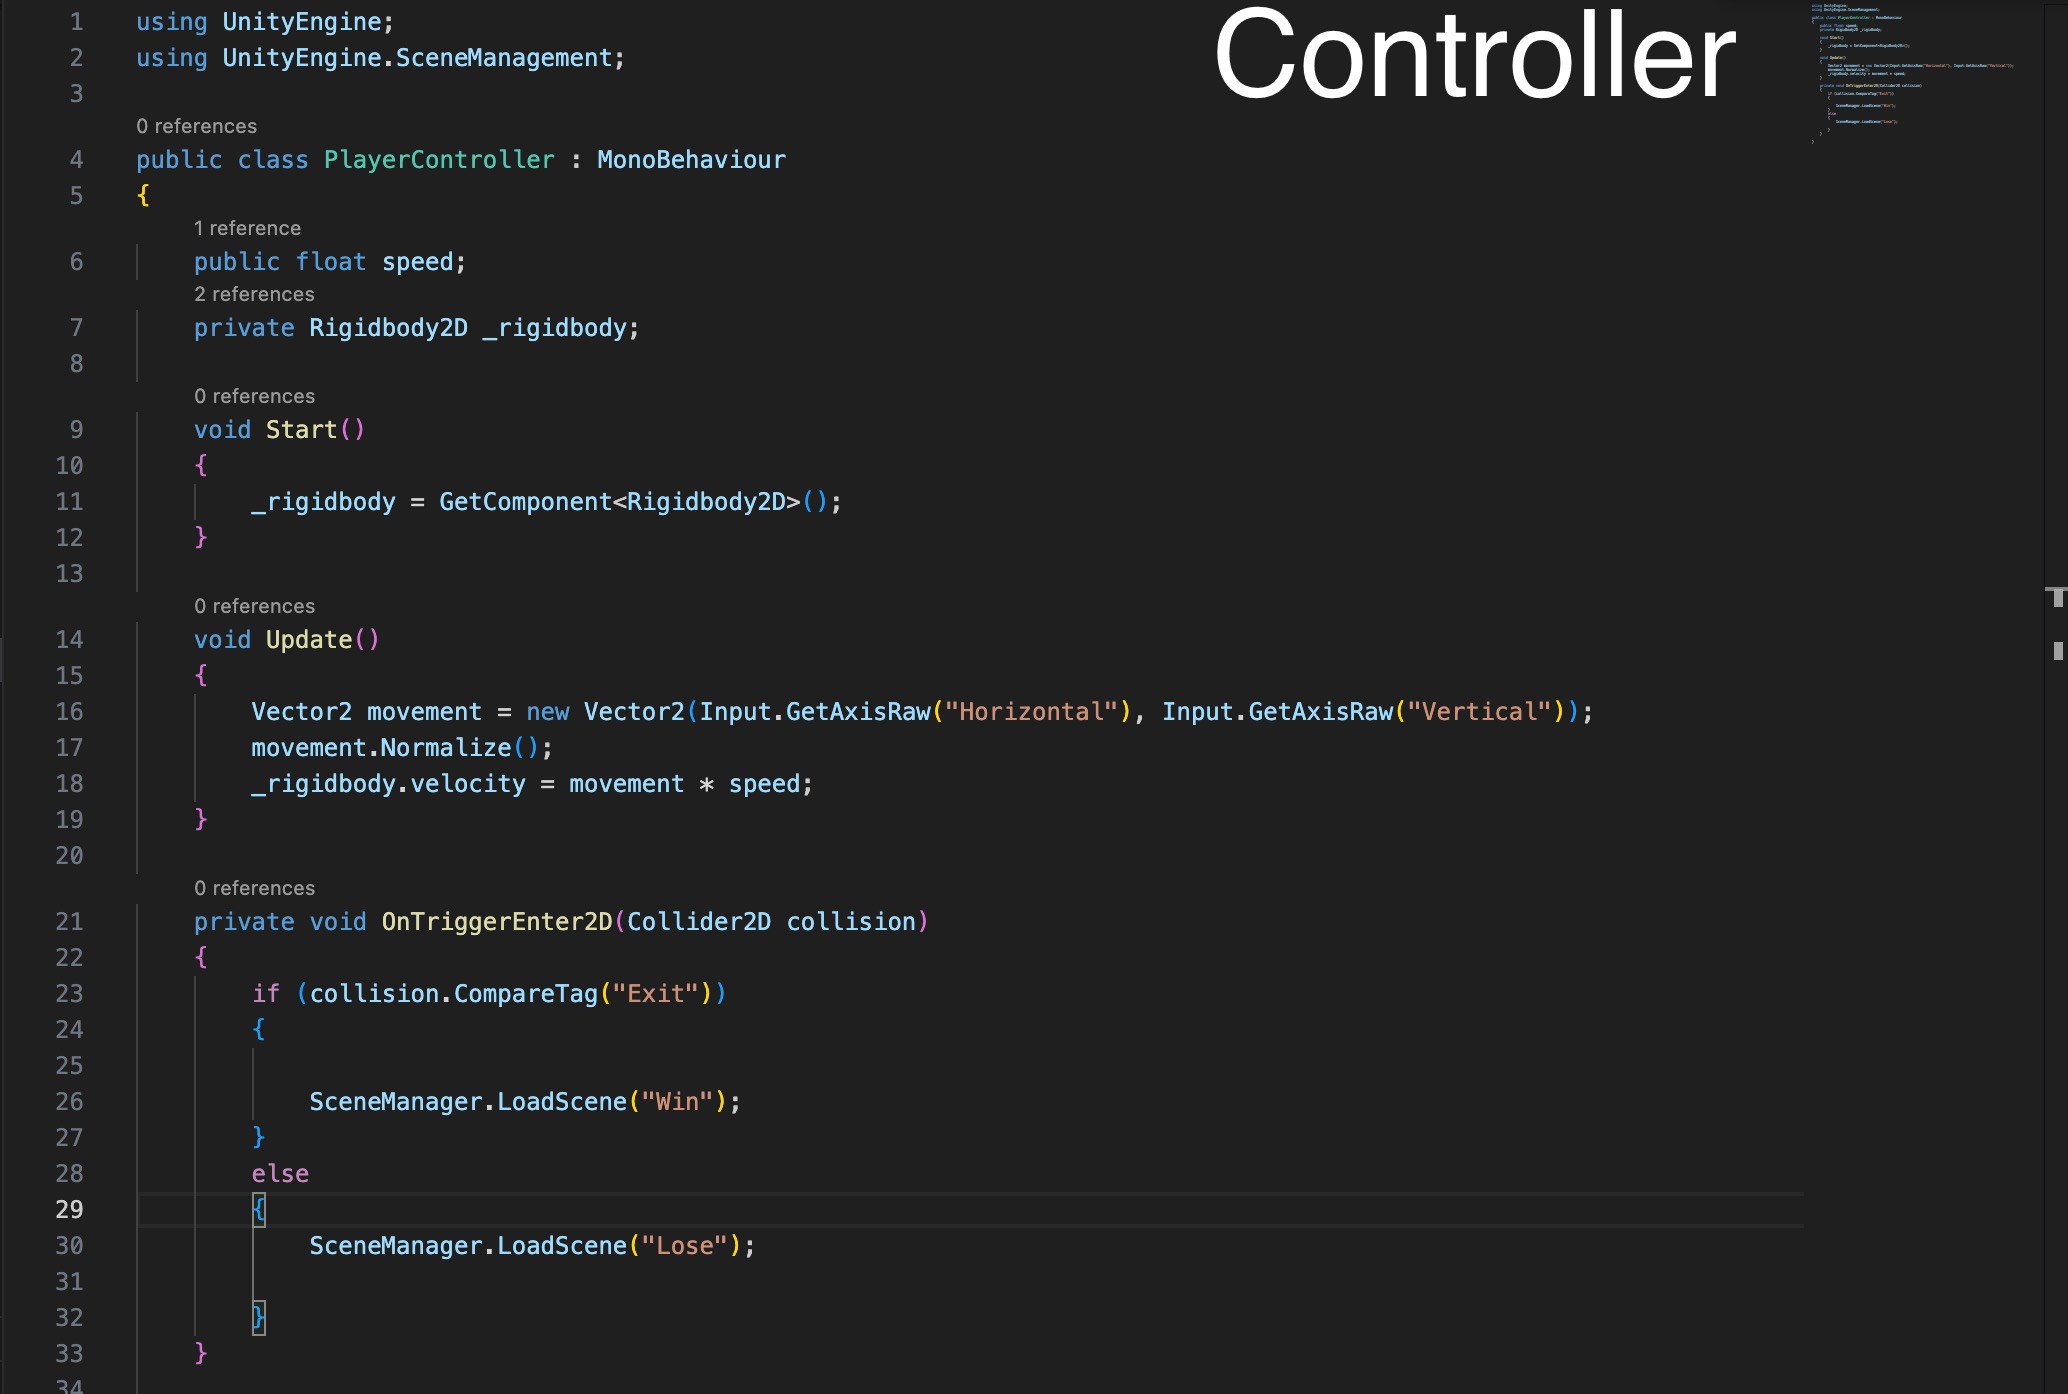 Controller
1 using UnityEngine;
2 using UnityEngine.SceneManagement;
3
0 references
4 public class PlayerController : MonoBehaviour
5 {
1 reference
6 public float speed;
2 references
7 private Rigidbody2D _rigidbody;
8
0 references
9 void Start()
10 {
11 _rigidbody = GetComponent<Rigidbody2D>();
12 }
13
0 references
14 void Update()
15 {
16 Vector2 movement = new Vector2(Input.GetAxisRaw("Horizontal"), Input.GetAxisRaw("Vertical"));
17 movement.Normalize();
18 _rigidbody.velocity = movement * speed;
19 }
20
0 references
21 private void OnTriggerEnter2D(Collider2D collision)
22 {
23 if (collision.CompareTag("Exit"))
24 {
25
26 SceneManager.LoadScene("Win");
27 }
28 else
29 {
30 SceneManager.LoadScene("Lose");
31
32 }
33 }
34